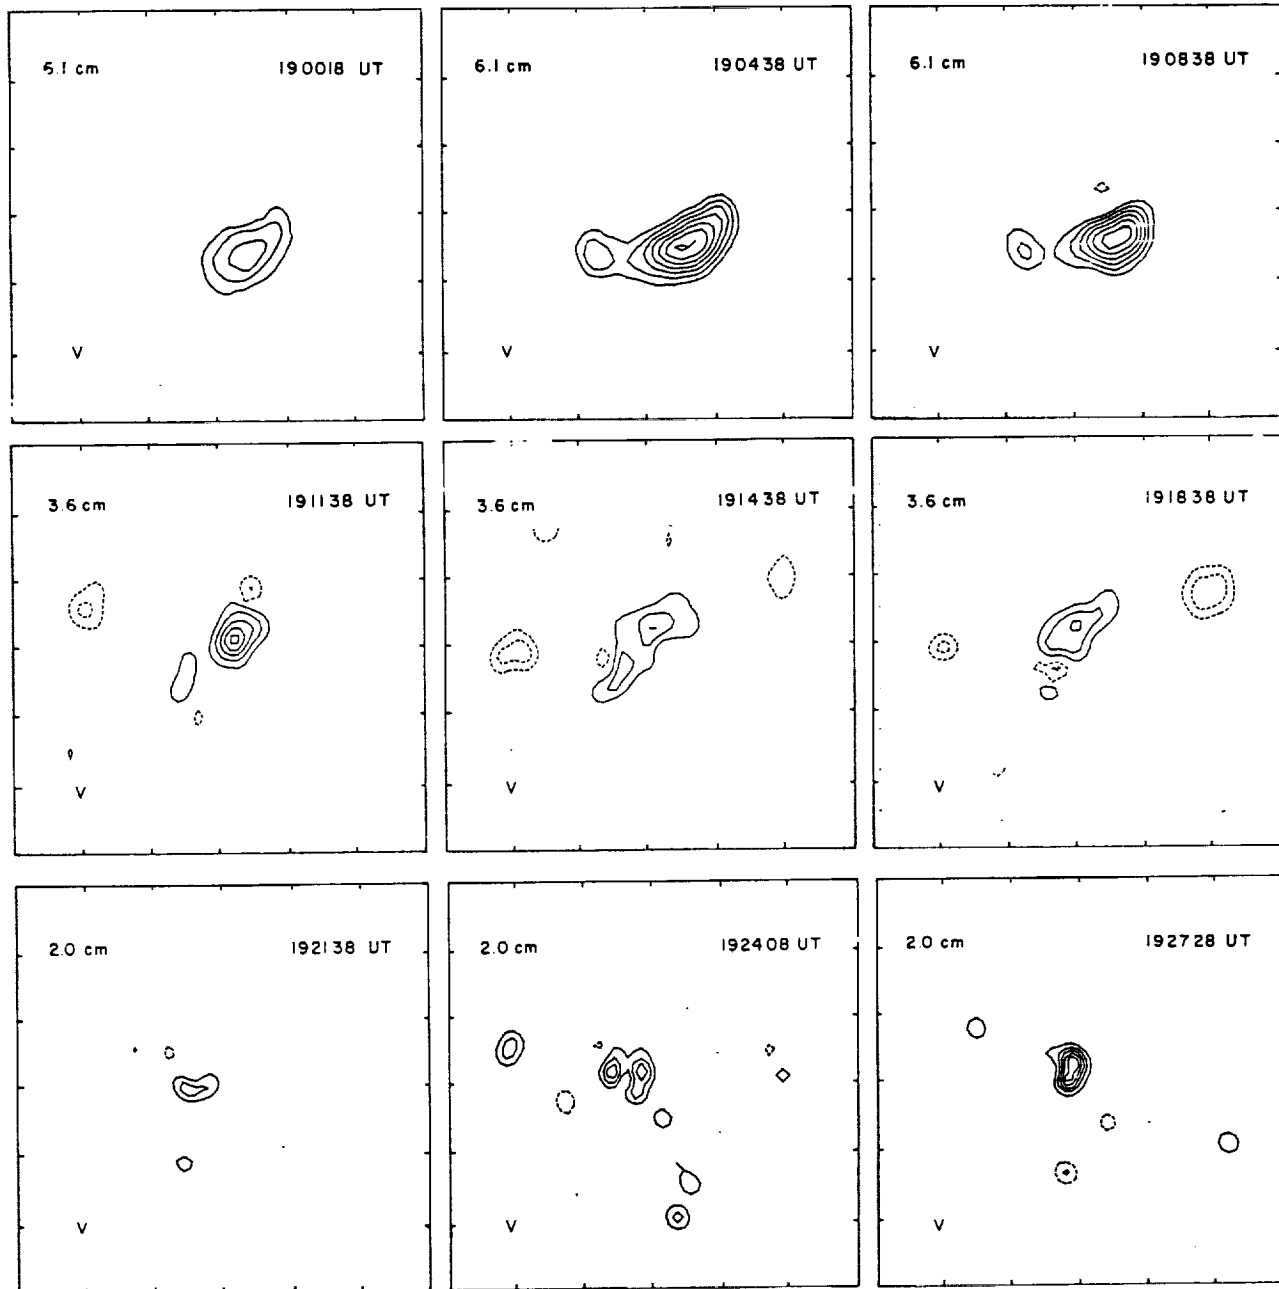 6.1 cm 190018 UT
6.1 cm 190438 UT
6.1 cm 190838 UT
V
V
V
3.6 cm 191138 UT
3.6 cm 191438 UT
3.6 cm 191838 UT
V
V
V
2.0 cm 192138 UT
2.0 cm 192408 UT
2.0 cm 192728 UT
V
V
V